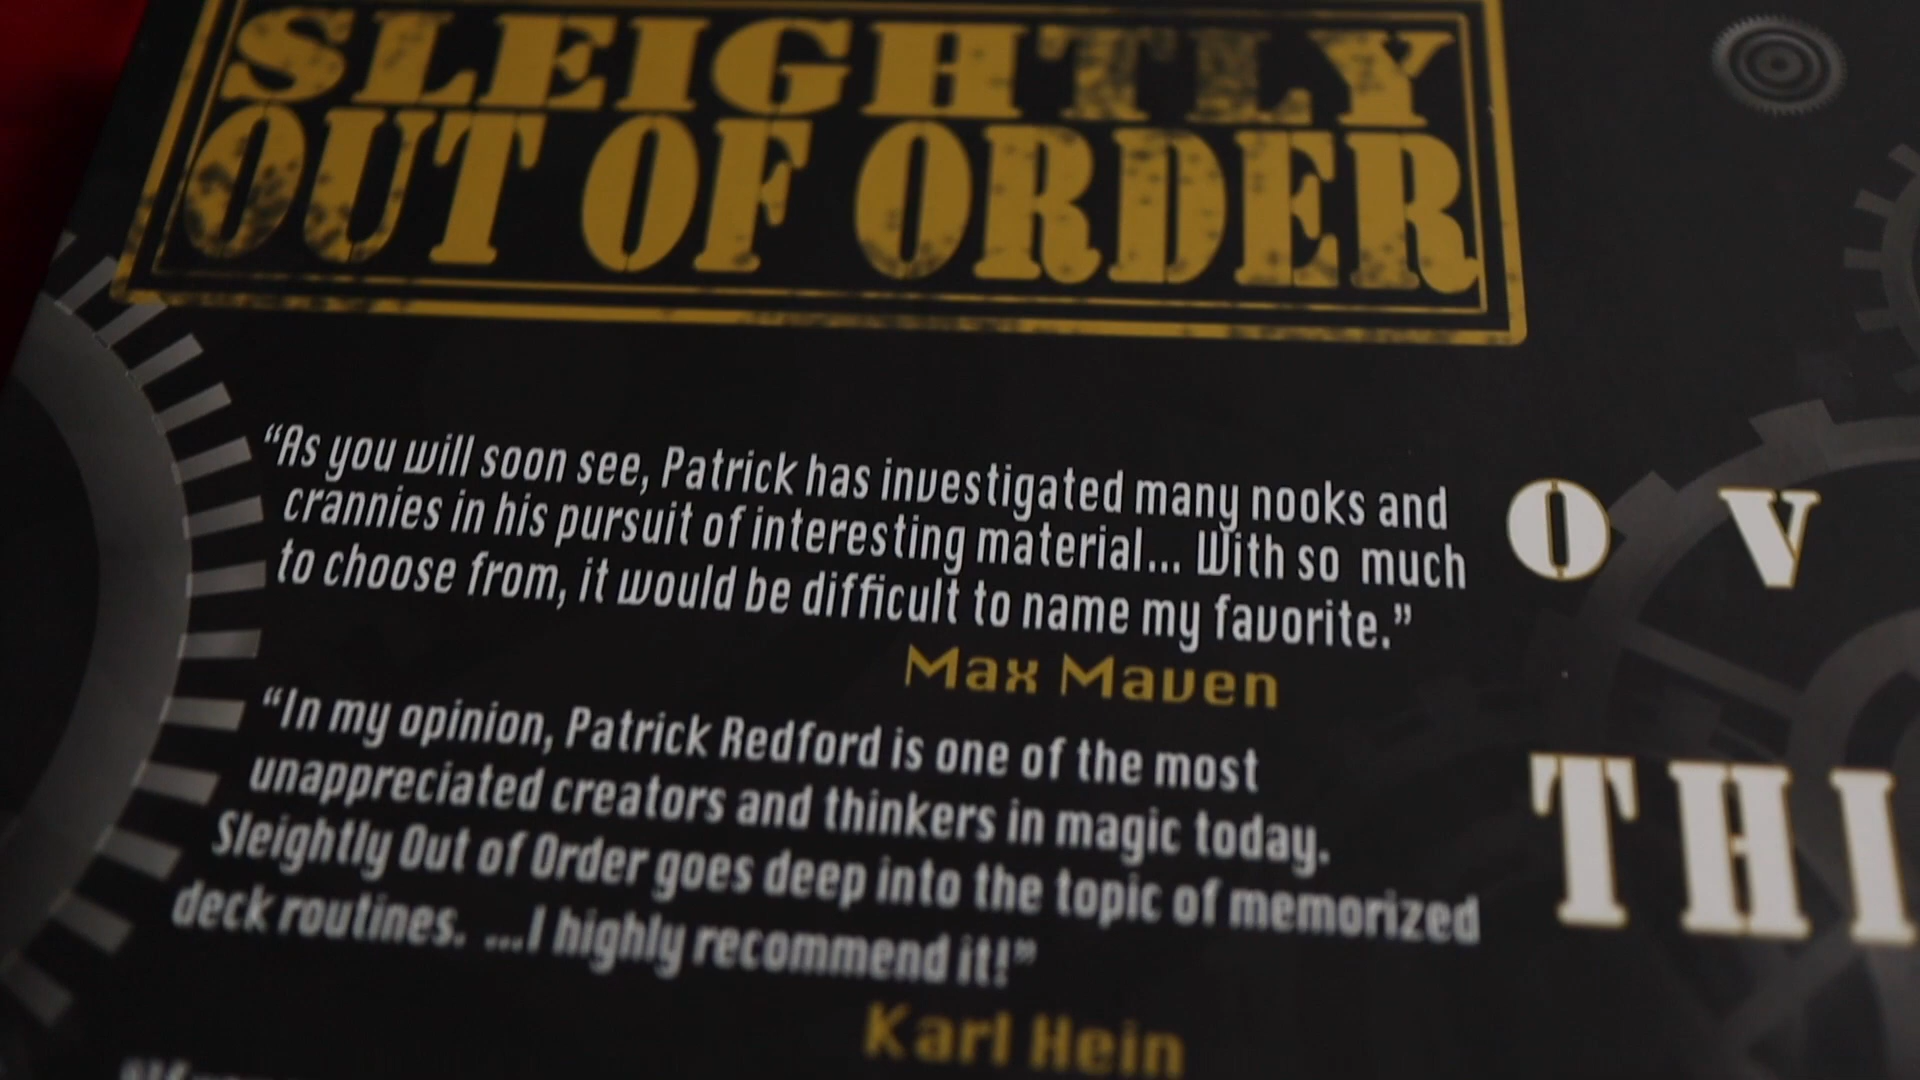 SLEIGHTLY
OUT OF ORDER
“As you will soon see, Patrick has investigated many nooks and
crannies in his pursuit of interesting material... With so much
to choose from, it would be difficult to name my favorite.”
Max Maven
“In my opinion, Patrick Redford is one of the most
unappreciated creators and thinkers in magic today.
Sleightly Out of Order goes deep into the topic of memorized
deck routines. ...I highly recommend it!”
Karl Hein
O V
THI